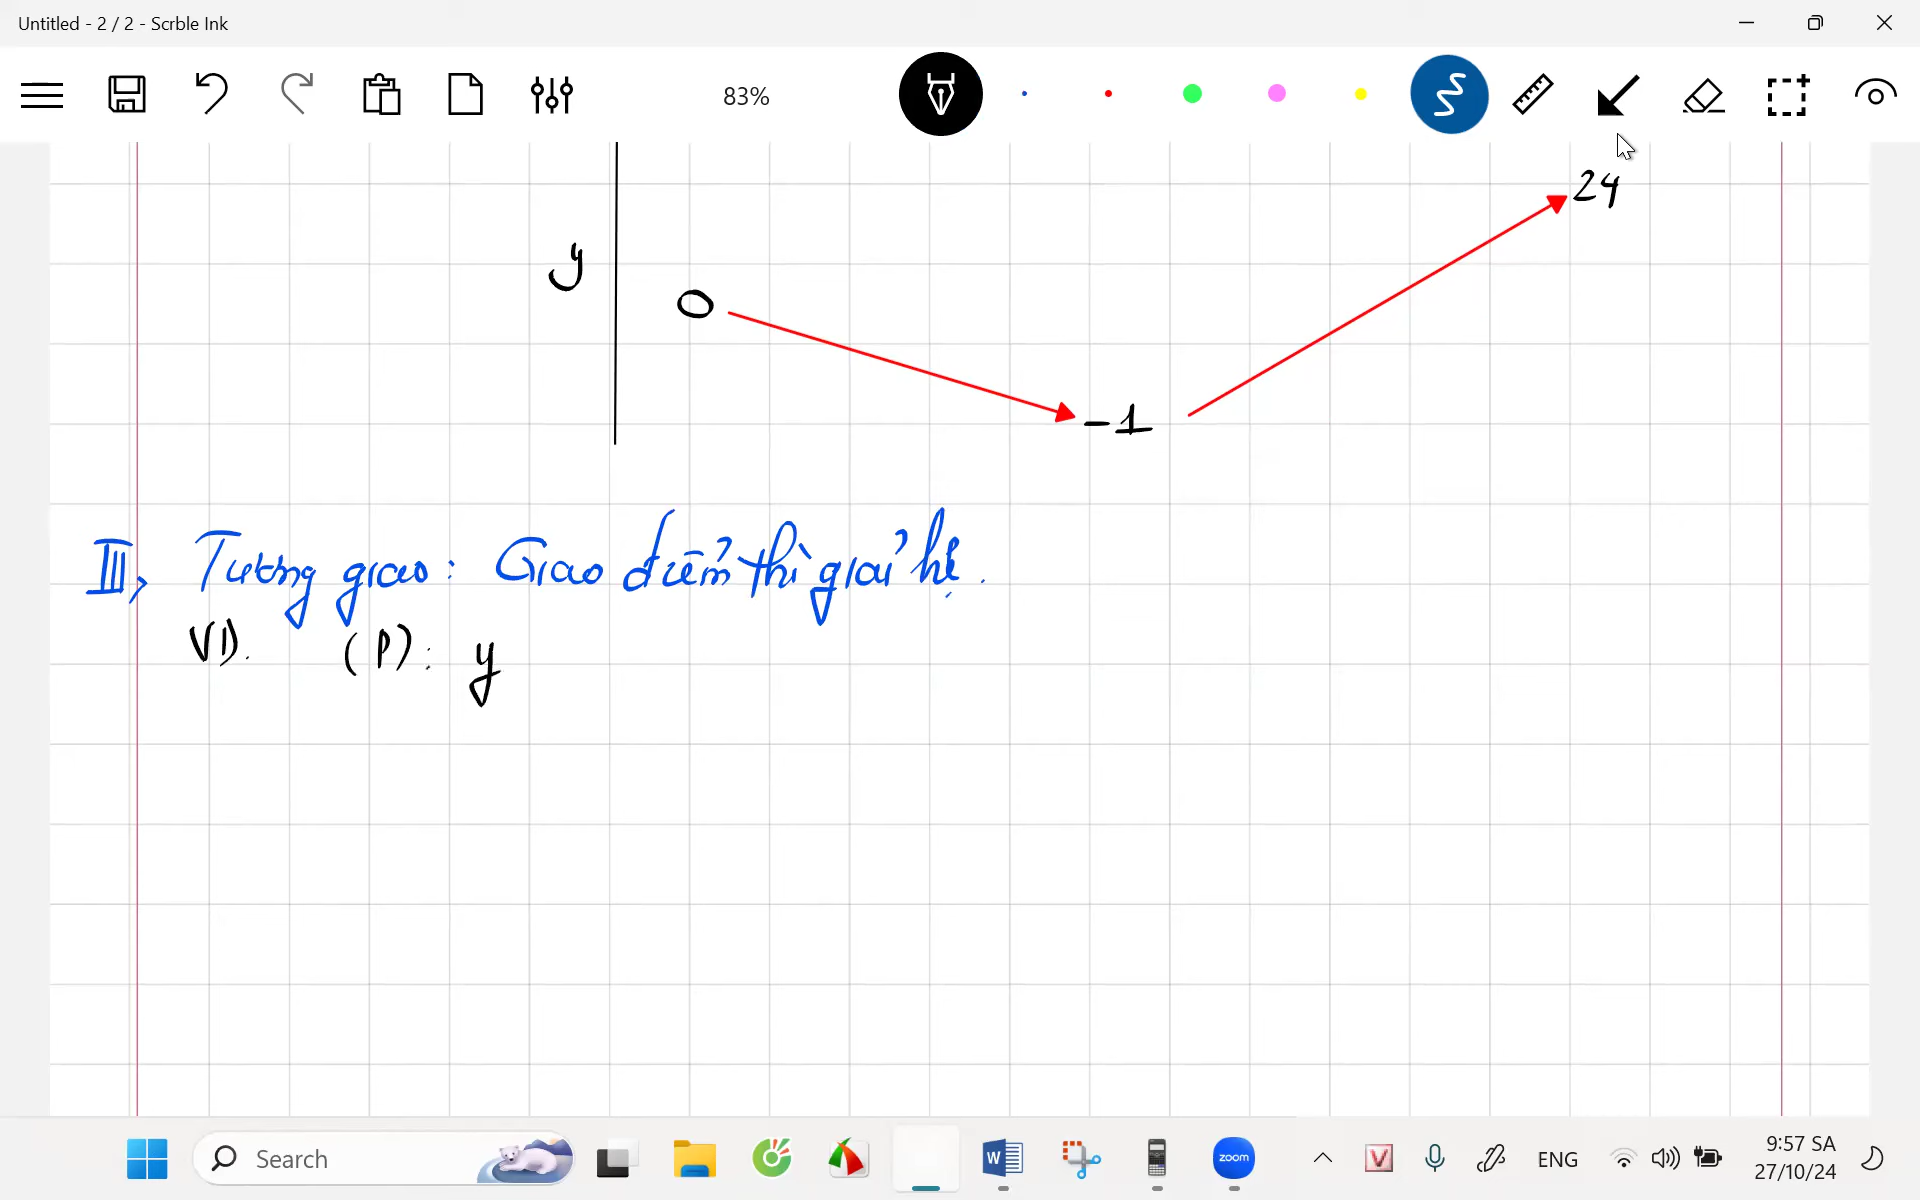 Untitled - 2 / 2 - Scrble Ink
83%
24
y
0
-1
III, Tương giao: Giao điểm thì giải hệ.
VD. (P): y
Search
zoom
ENG
9:57 SA
27/10/24